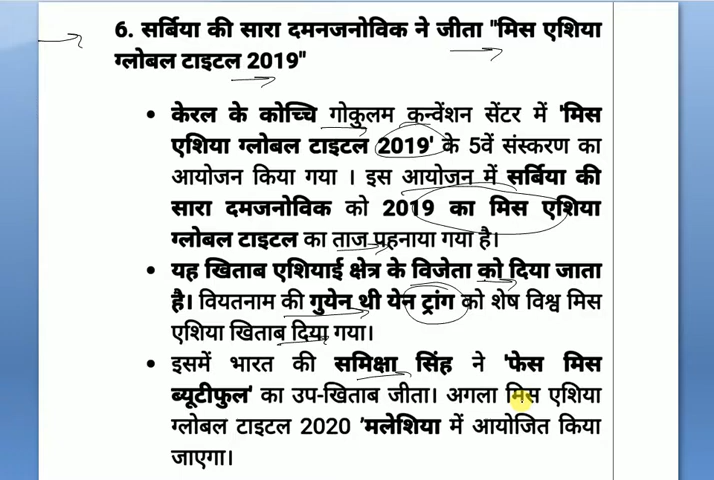 6. सर्बिया की सारा दमनजनोविक ने जीता "मिस एशिया
ग्लोबल टाइटल 2019"
• केरल के कोच्चि गोकुलम कन्वेंशन सेंटर में 'मिस
एशिया ग्लोबल टाइटल 2019' के 5वें संस्करण का
आयोजन किया गया । इस आयोजन में सर्बिया की
सारा दमजनोविक को 2019 का मिस एशिया
ग्लोबल टाइटल का ताज पहनाया गया है।
• यह खिताब एशियाई क्षेत्र के विजेता को दिया जाता
है। वियतनाम की गुयेन थी येन ट्रांग को शेष विश्व मिस
एशिया खिताब दिया गया।
• इसमें भारत की समिक्षा सिंह ने 'फेस मिस
ब्यूटीफुल' का उप-खिताब जीता। अगला मिस एशिया
ग्लोबल टाइटल 2020 'मलेशिया में आयोजित किया
जाएगा।